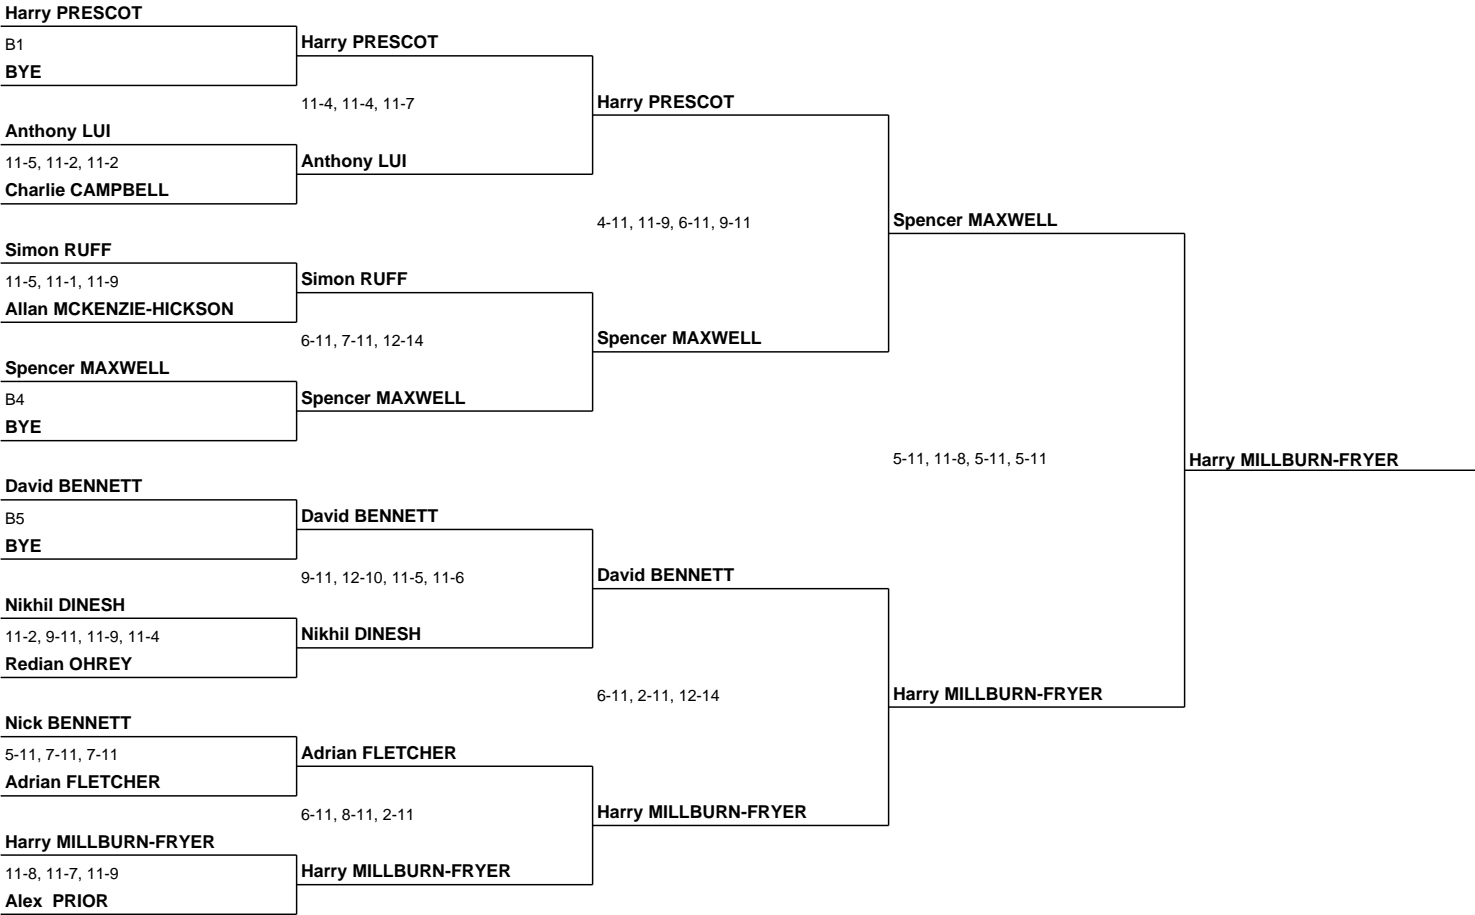 Harry PRESCOT
B1
BYE
Anthony LUI
11-5, 11-2, 11-2
Charlie CAMPBELL
Simon RUFF
11-5, 11-1, 11-9
Allan MCKENZIE-HICKSON
Spencer MAXWELL
B4
BYE
David BENNETT
B5
BYE
Nikhil DINESH
11-2, 9-11, 11-9, 11-4
Redian OHREY
Nick BENNETT
5-11, 7-11, 7-11
Adrian FLETCHER
Harry MILLBURN-FRYER
11-8, 11-7, 11-9
Alex  PRIOR
Harry PRESCOT
11-4, 11-4, 11-7
Anthony LUI
Simon RUFF
6-11, 7-11, 12-14
Spencer MAXWELL
David BENNETT
9-11, 12-10, 11-5, 11-6
Nikhil DINESH
Adrian FLETCHER
6-11, 8-11, 2-11
Harry MILLBURN-FRYER
Harry PRESCOT
4-11, 11-9, 6-11, 9-11
Spencer MAXWELL
David BENNETT
6-11, 2-11, 12-14
Harry MILLBURN-FRYER
Spencer MAXWELL
5-11, 11-8, 5-11, 5-11
Harry MILLBURN-FRYER
Harry MILLBURN-FRYER